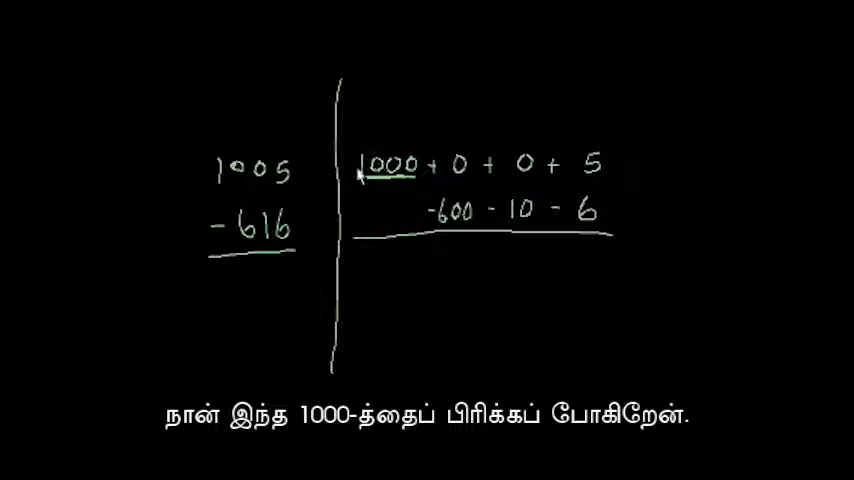 1005
- 616
1000 + 0 + 0 + 5
-600 - 10 - 6
நான் இந்த 1000-த்தைப் பிரிக்கப் போகிறேன்.